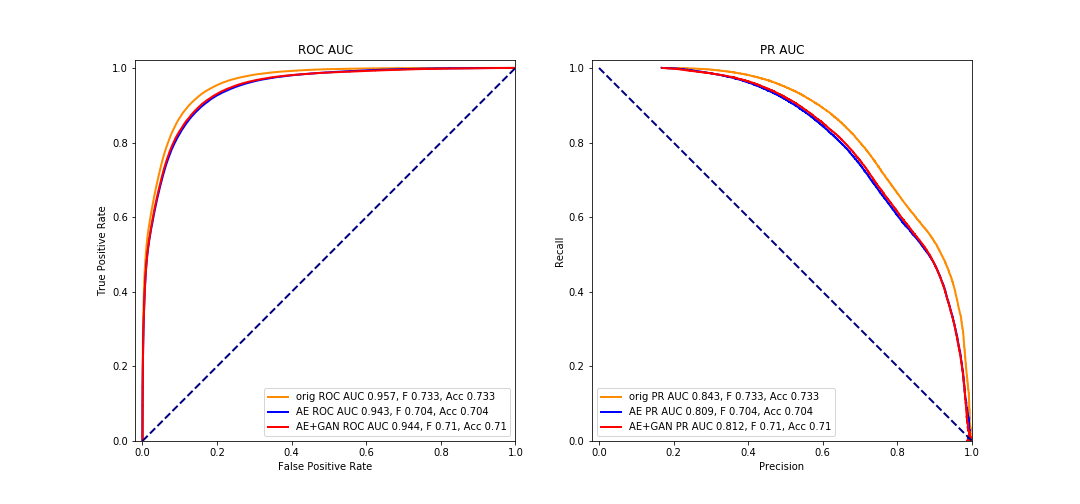 ROC AUC
True Positive Rate
1.0
0.8
0.6
0.4
0.2
0.0
orig ROC AUC 0.957, F 0.733, Acc 0.733
AE ROC AUC 0.943, F 0.704, Acc 0.704
AE+GAN ROC AUC 0.944, F 0.71, Acc 0.71
0.0 0.2 0.4 0.6 0.8 1.0
False Positive Rate
PR AUC
Recall
1.0
0.8
0.6
0.4
0.2
0.0
orig PR AUC 0.843, F 0.733, Acc 0.733
AE PR AUC 0.809, F 0.704, Acc 0.704
AE+GAN PR AUC 0.812, F 0.71, Acc 0.71
0.0 0.2 0.4 0.6 0.8 1.0
Precision